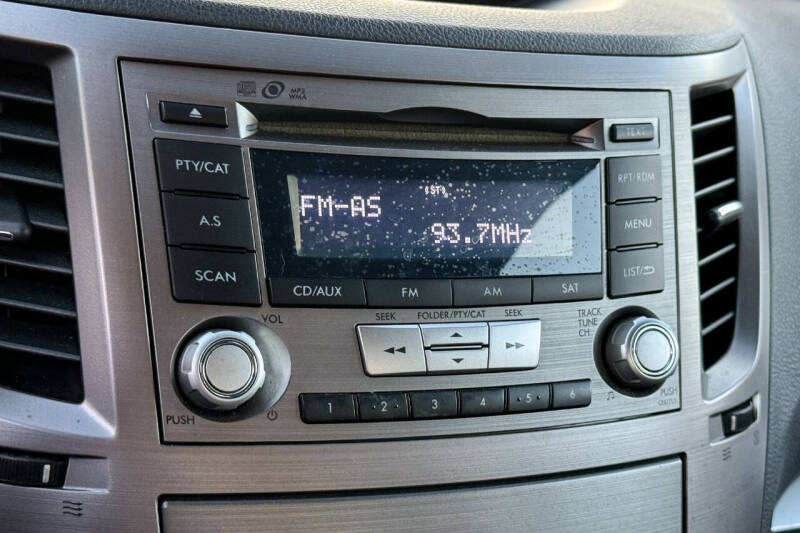 MP3
WMA
TEXT
PTY/CAT
A.S
SCAN
FM-AS
ST
93.7MHz
RPT/RDM
MENU
LIST/
CD/AUX
FM
AM
SAT
VOL
PUSH
SEEK
FOLDER/PTY/CAT
SEEK
TRACK
TUNE
CH
PUSH
1
2
3
4
5
6